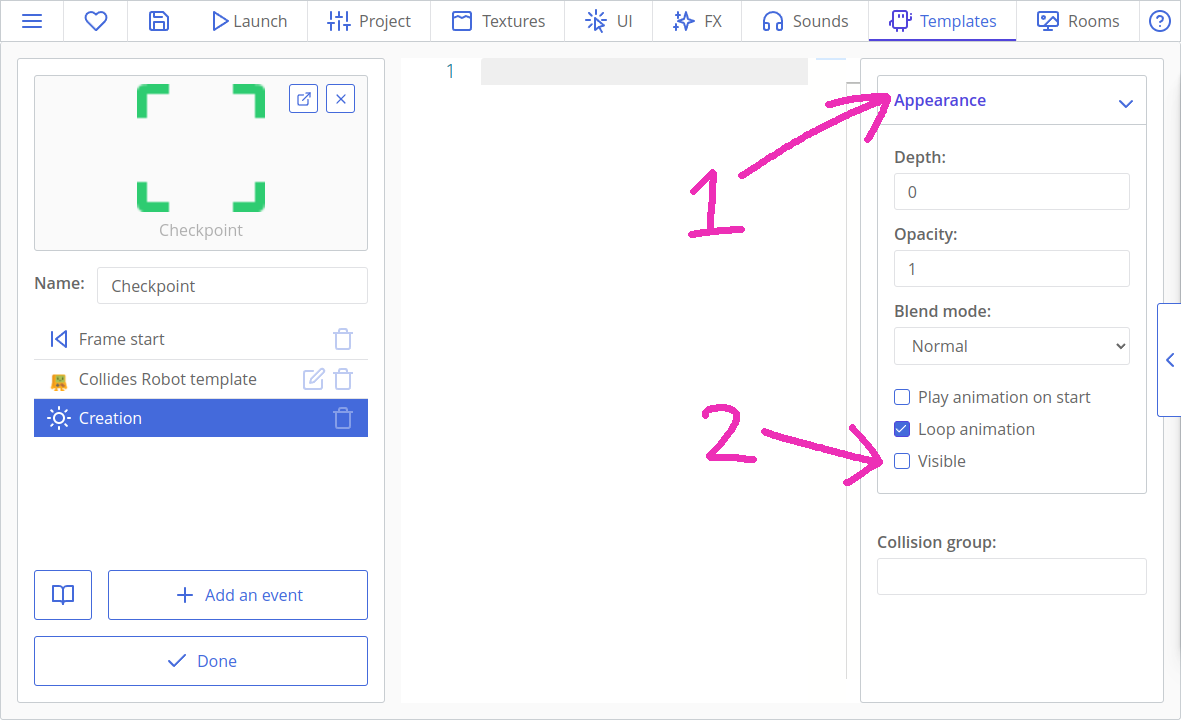 Launch Project Textures UI FX Sounds Templates Rooms
1
Appearance
1
Checkpoint
Name: Checkpoint
Frame start
Collides Robot template
Creation
Add an event
Done
Depth:
0
Opacity:
1
Blend mode:
Normal
Play animation on start
Loop animation
2
Visible
Collision group: